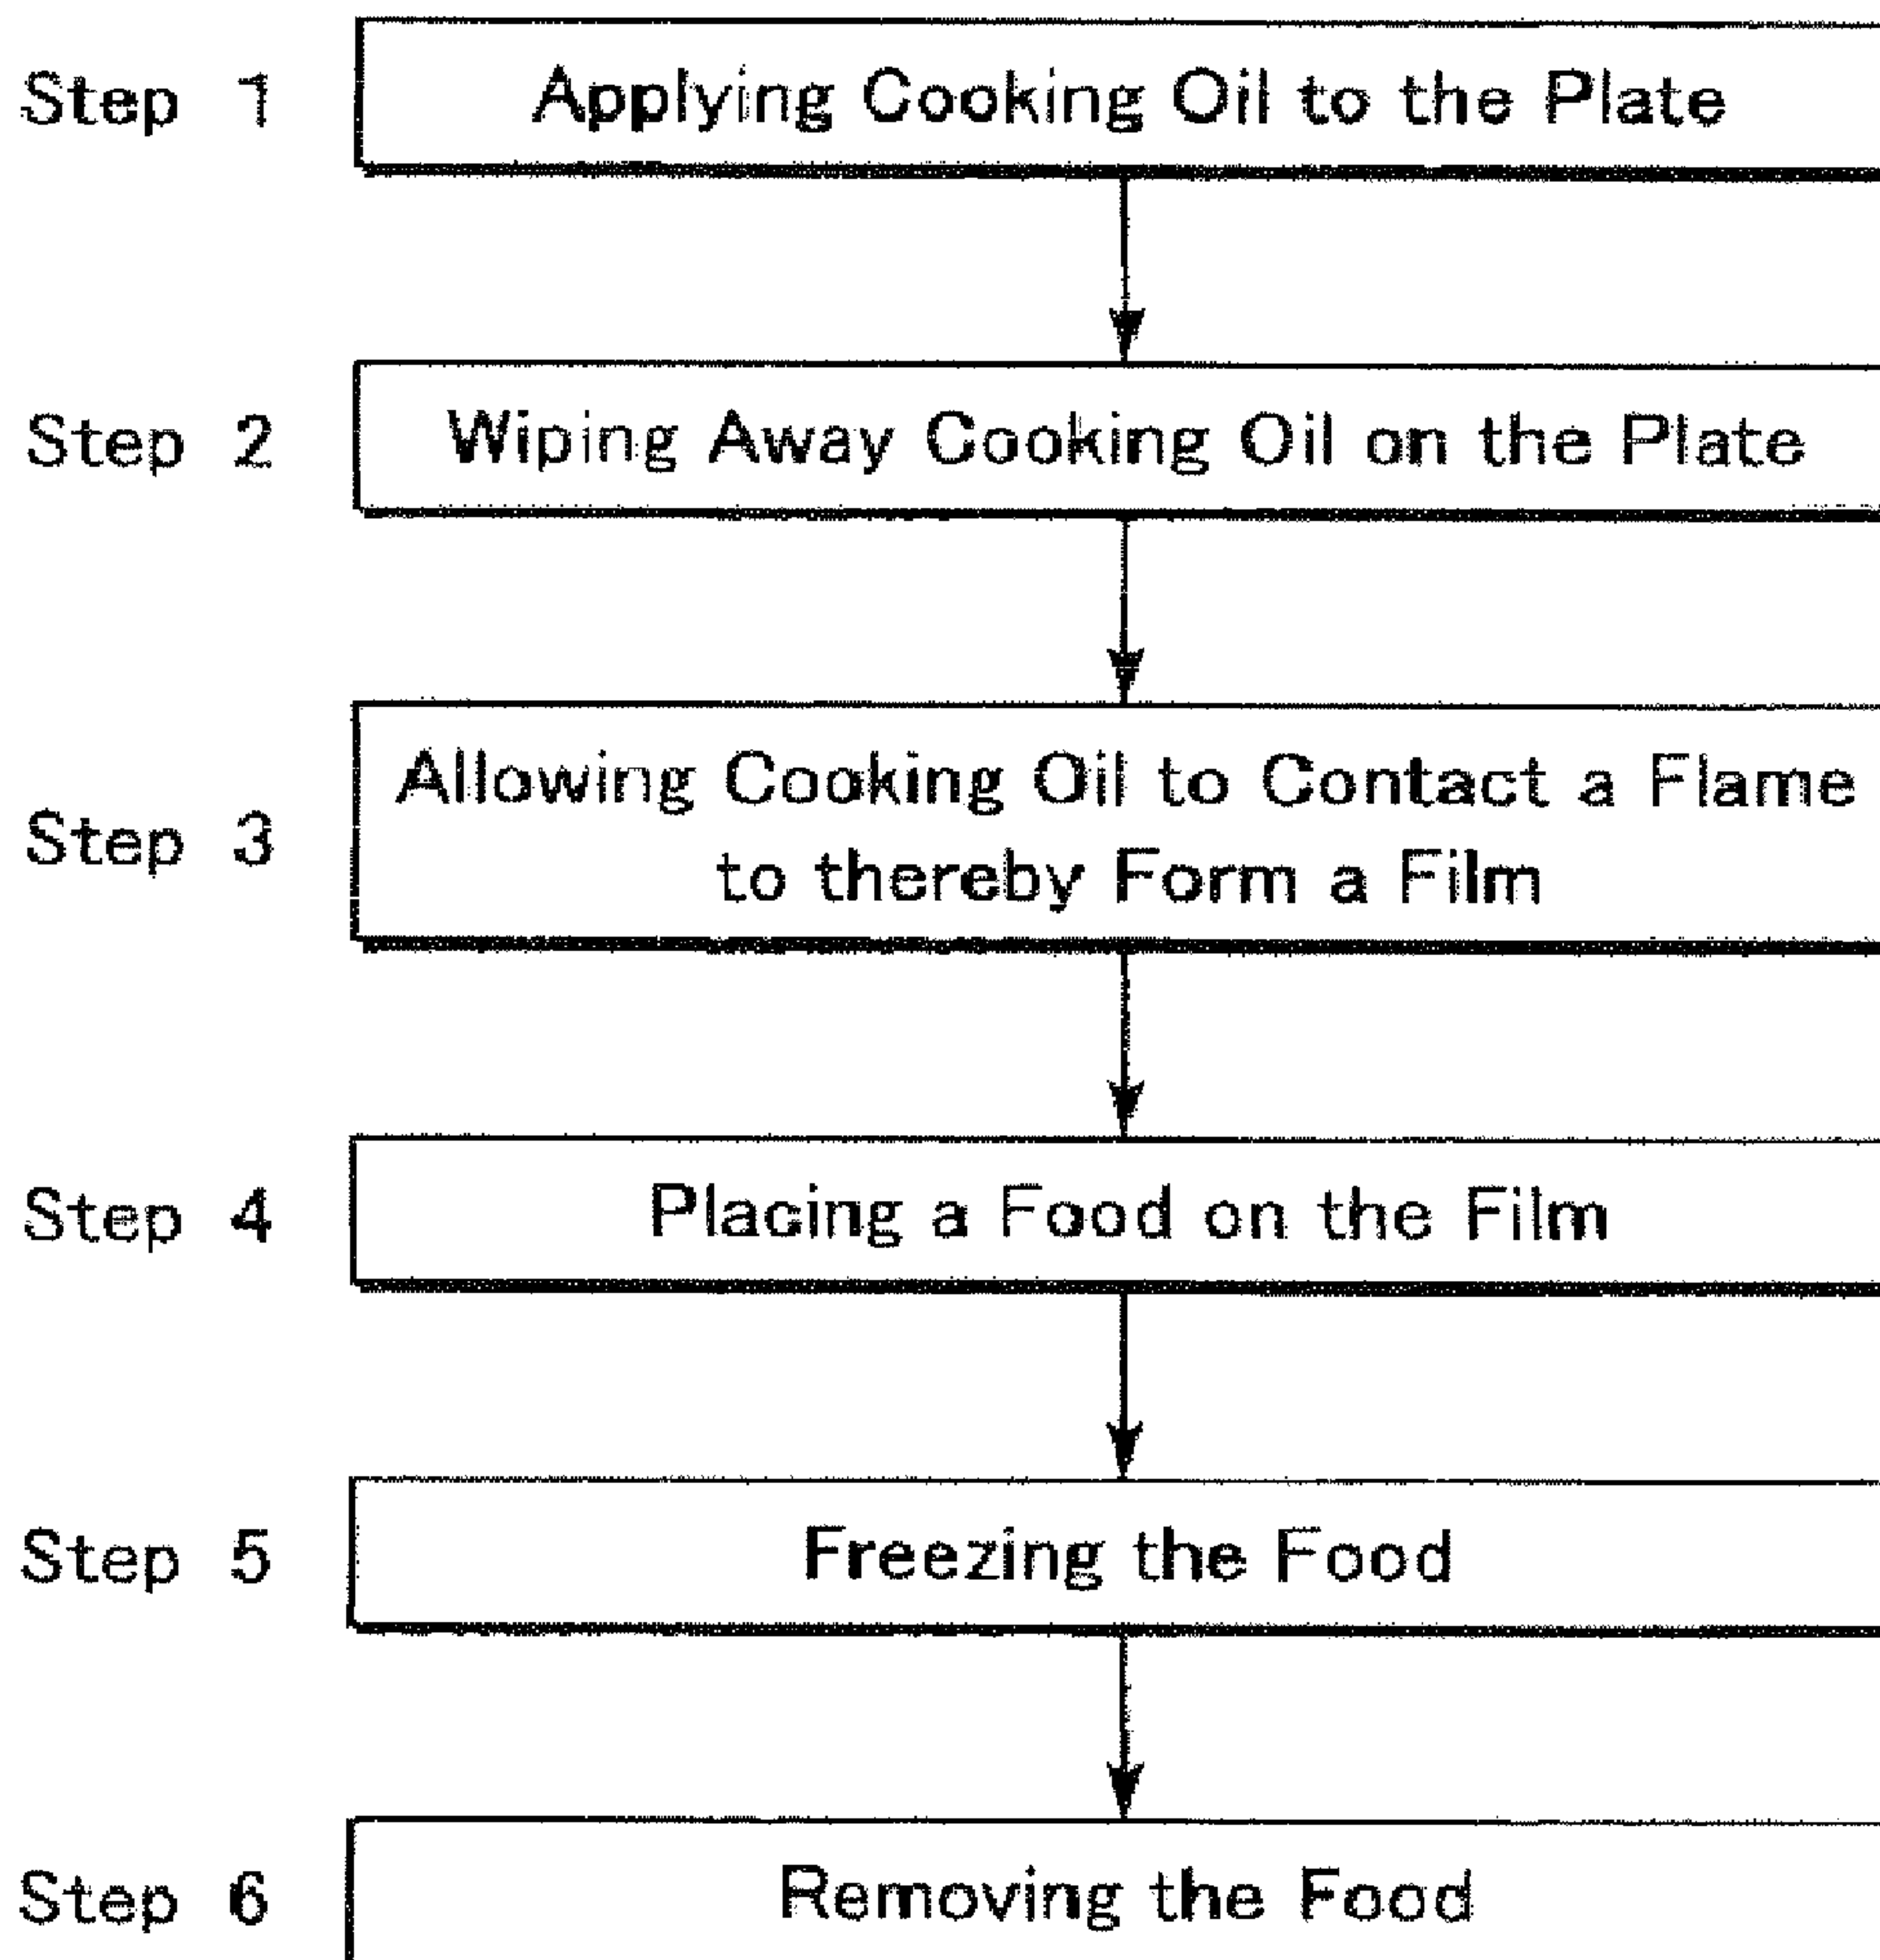 Step 1 Applying Cooking Oil to the Plate
Step 2 Wiping Away Cooking Oil on the Plate
Step 3 Allowing Cooking Oil to Contact a Flame
to thereby Form a Film
Step 4 Placing a Food on the Film
Step 5 Freezing the Food
Step 6 Removing the Food